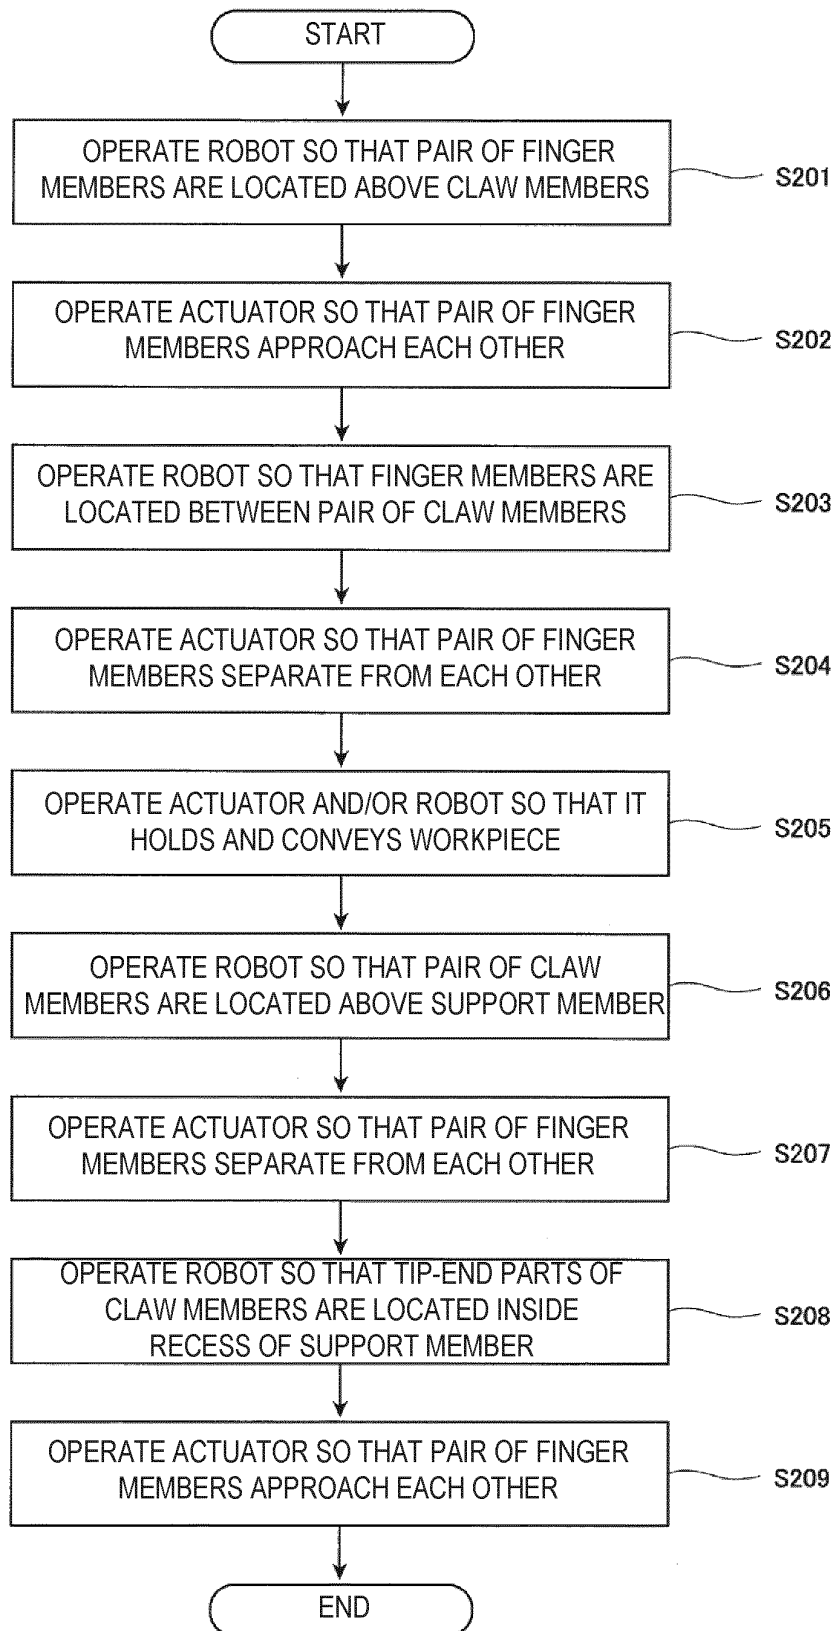 START
OPERATE ROBOT SO THAT PAIR OF FINGER
MEMBERS ARE LOCATED ABOVE CLAW MEMBERS
S201
OPERATE ACTUATOR SO THAT PAIR OF FINGER
MEMBERS APPROACH EACH OTHER
S202
OPERATE ROBOT SO THAT FINGER MEMBERS ARE
LOCATED BETWEEN PAIR OF CLAW MEMBERS
S203
OPERATE ACTUATOR SO THAT PAIR OF FINGER
MEMBERS SEPARATE FROM EACH OTHER
S204
OPERATE ACTUATOR AND/OR ROBOT SO THAT IT
HOLDS AND CONVEYS WORKPIECE
S205
OPERATE ROBOT SO THAT PAIR OF CLAW
MEMBERS ARE LOCATED ABOVE SUPPORT MEMBER
S206
OPERATE ACTUATOR SO THAT PAIR OF FINGER
MEMBERS SEPARATE FROM EACH OTHER
S207
OPERATE ROBOT SO THAT TIP-END PARTS OF
CLAW MEMBERS ARE LOCATED INSIDE
RECESS OF SUPPORT MEMBER
S208
OPERATE ACTUATOR SO THAT PAIR OF FINGER
MEMBERS APPROACH EACH OTHER
S209
END